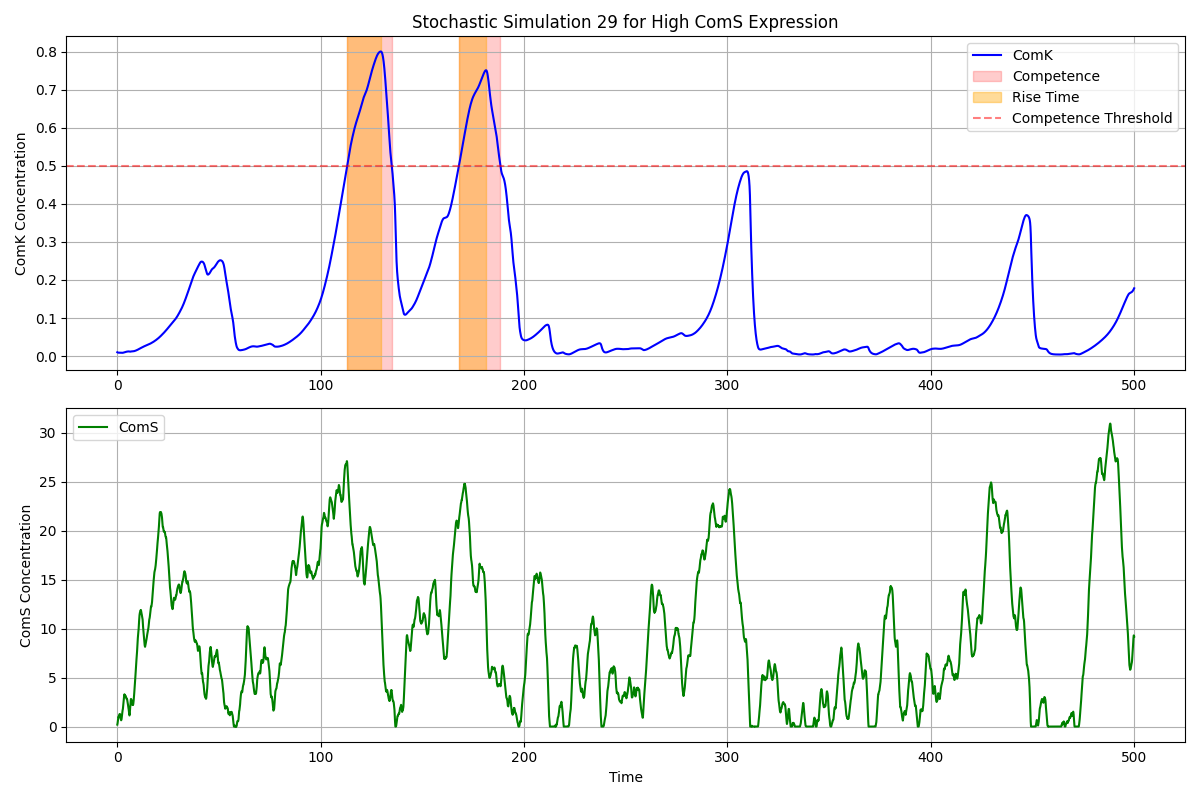 Stochastic Simulation 29 for High ComS Expression
ComK Concentration
0.8
0.7
0.6
0.5
0.4
0.3
0.2
0.1
0.0
ComK
Competence
Rise Time
Competence Threshold
0 100 200 300 400 500
ComS Concentration
30
25
20
15
10
5
0
ComS
0 100 200 300 400 500
Time